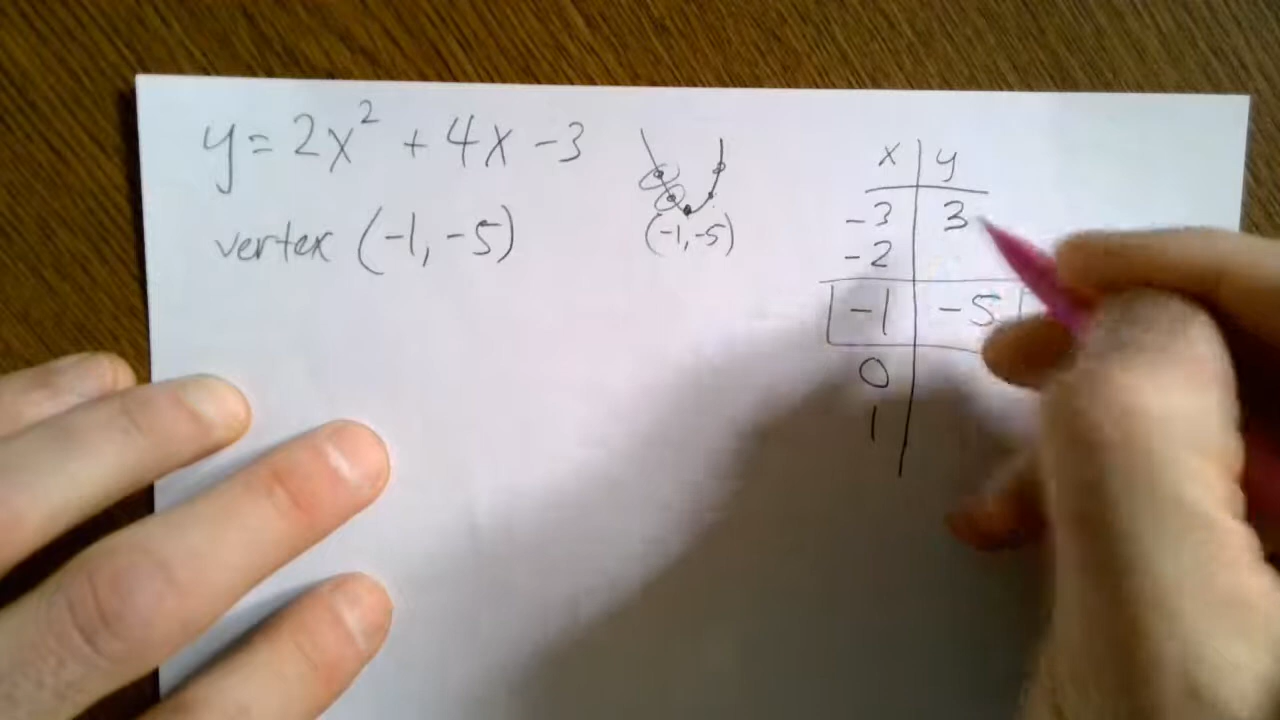 y = 2x² + 4x - 3
vertex (-1, -5)
(-1, -5)
x y
-3 3
-2
-1 -5
0
1